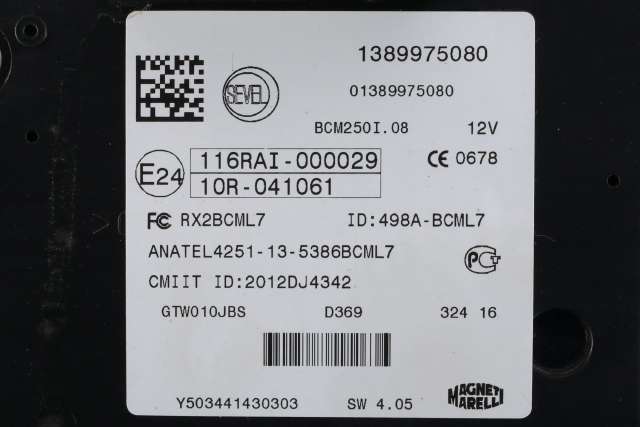 1389975080
SEVEL
01389975080
BCM250I.08 12V
E24 116RAI-000029 CE 0678
10R-041061
FC RX2BCML7 ID:498A-BCML7
ANATEL4251-13-5386BCML7
CMIIT ID:2012DJ4342
GTW010JBS D369 324 16
Y503441430303 SW 4.05 MAGNETI MARELLI